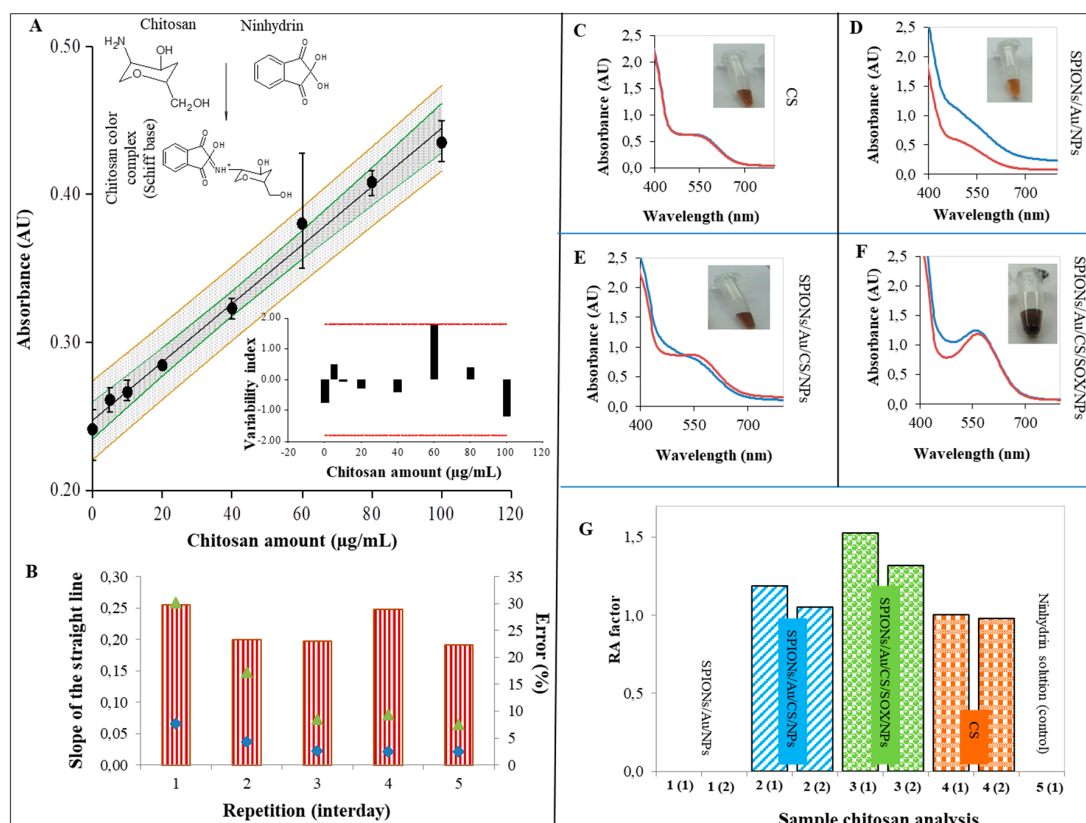 A
Chitosan
Ninhydrin
H2N
OH
O
CH2OH
O
OH
OH
O
Chitosan color
complex
(Schiff base)
O
OH
NH
+
O
O
OH
OH
Absorbance (AU)
0.50
0.40
0.30
0.20
0
20
40
60
80
100
120
Chitosan amount (µg/mL)
Variability index
2.00
1.00
0.00
-1.00
-2.00
-20
0
20
40
60
80
100
120
Chitosan amount (µg/mL)
B
Slope of the straight line
0,30
0,25
0,20
0,15
0,10
0,05
0,00
35
30
25
20
15
10
5
0
Error (%)
1
2
3
4
5
Repetition (interday)
C
Absorbance (AU)
2,5
2,0
1,5
1,0
0,5
0,0
400
550
700
Wavelength (nm)
CS
D
Absorbance (AU)
2,5
2,0
1,5
1,0
0,5
0,0
400
550
700
Wavelength (nm)
SPIONs/Au/NPs
E
Absorbance (AU)
2,5
2,0
1,5
1,0
0,5
0,0
400
550
700
Wavelength (nm)
SPIONs/Au/CS/NPs
F
Absorbance (AU)
2,5
2,0
1,5
1,0
0,5
0,0
400
550
700
Wavelength (nm)
SPIONs/Au/CS/SOX/NPs
G
RA factor
1,5
1,0
0,5
0,0
SPIONs/Au/NPs
SPIONs/Au/CS/NPs
SPIONs/Au/CS/SOX/NPs
CS
Ninhydrin solution (control)
1 (1)
1 (2)
2 (1)
2 (2)
3 (1)
3 (2)
4 (1)
4 (2)
5 (1)
Sample chitosan analysis